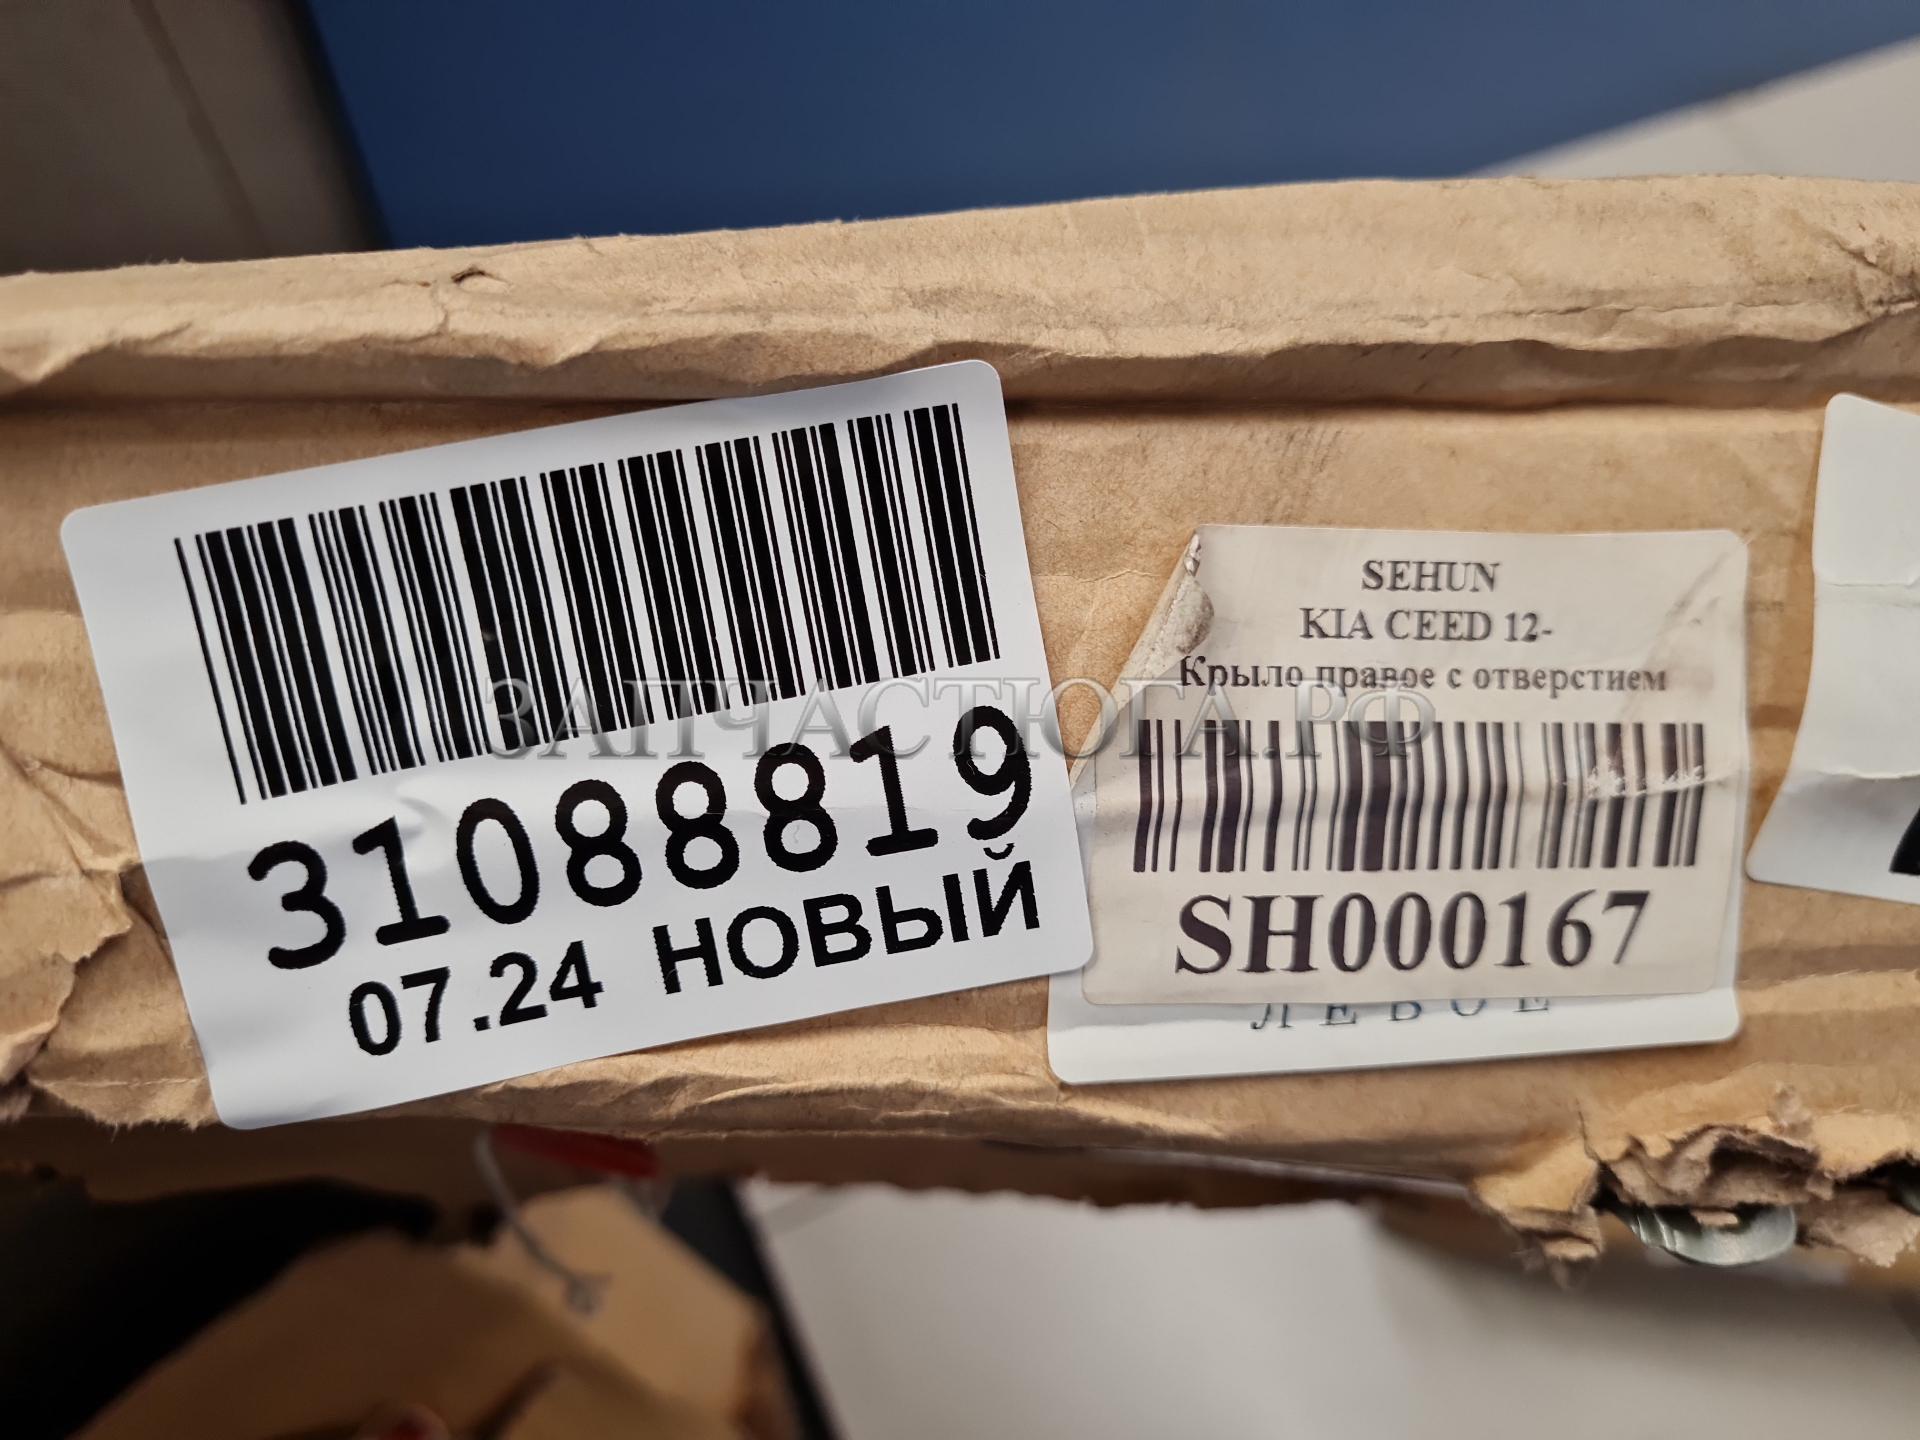 31088819
07.24 НОВЫЙ
SEHUN
KIA CEED 12-
Крыло правое с отверстием
SH000167
ЛЕВОЕ
ЗАПЧАСТЮГА.РФ